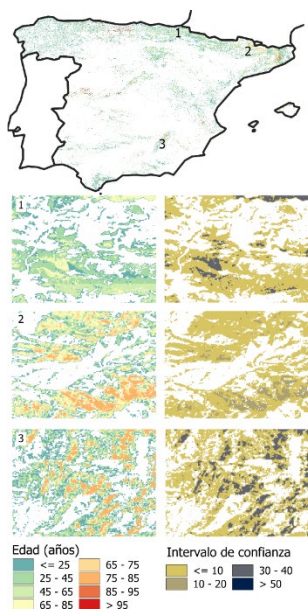 1
2
3
1
2
3
Edad (años)
<= 25
25 - 45
45 - 65
65 - 85
65 - 75
75 - 85
85 - 95
> 95
Intervalo de confianza
<= 10
10 - 20
30 - 40
> 50